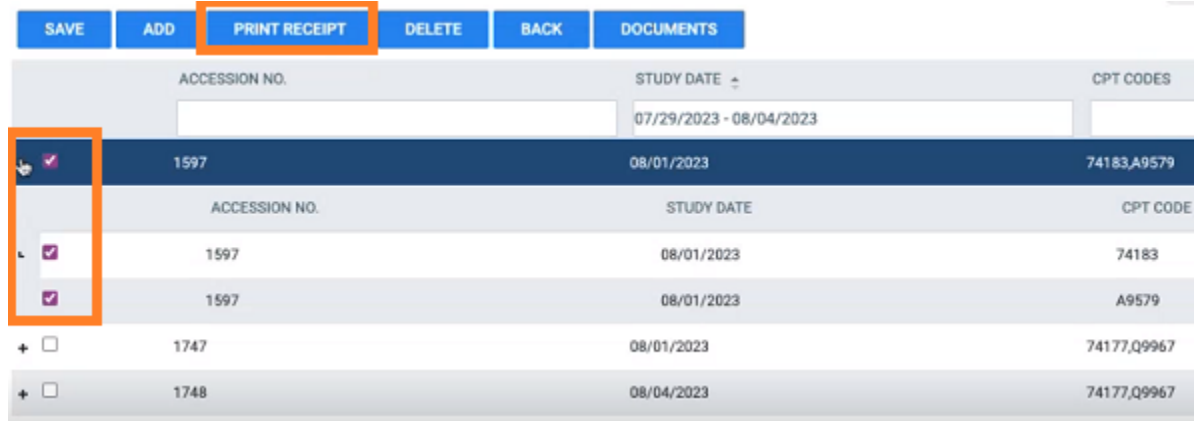 SAVE ADD PRINT RECEIPT DELETE BACK DOCUMENTS
ACCESSION NO. STUDY DATE CPT CODES
07/29/2023 - 08/04/2023
1597 08/01/2023 74183,A9579
ACCESSION NO. STUDY DATE CPT CODE
1597 08/01/2023 74183
1597 08/01/2023 A9579
+ 1747 08/01/2023 74177,Q9967
+ 1748 08/04/2023 74177,Q9967